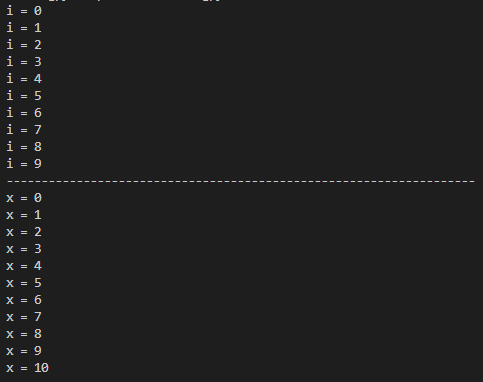 i = 0
i = 1
i = 2
i = 3
i = 4
i = 5
i = 6
i = 7
i = 8
i = 9
-------------------------------------------------------------------
x = 0
x = 1
x = 2
x = 3
x = 4
x = 5
x = 6
x = 7
x = 8
x = 9
x = 10